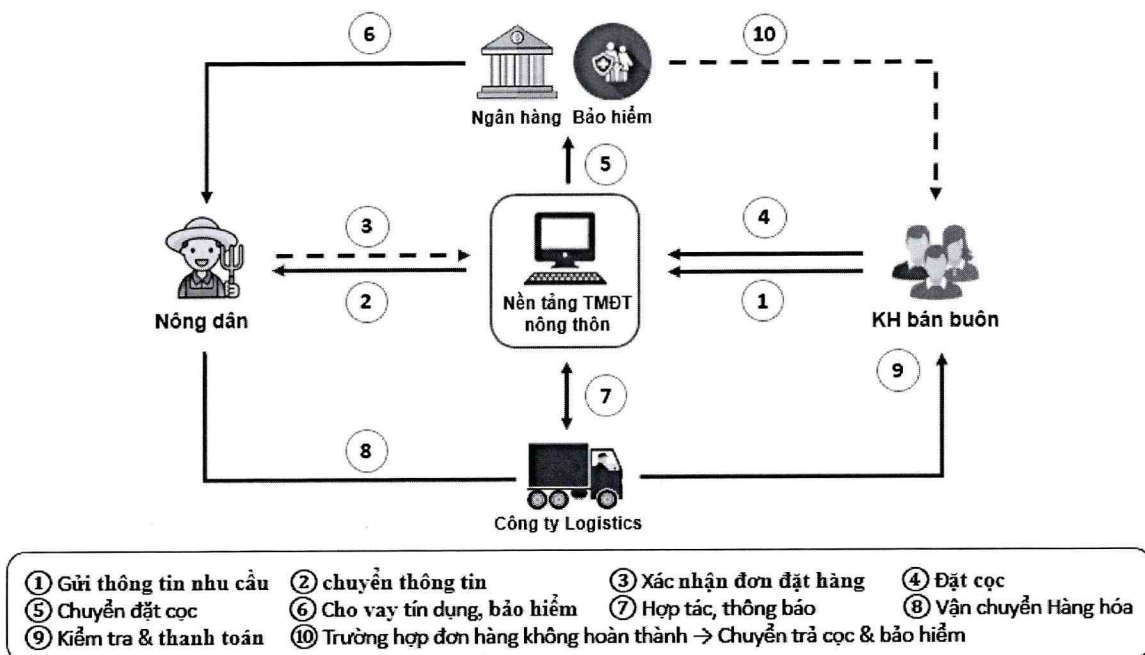 6
10
Ngân hàng Bảo hiểm
5
3
4
2
1
Nông dân
Nền tảng TMĐT
nông thôn
KH bán buôn
9
7
8
Công ty Logistics
① Gửi thông tin nhu cầu ② chuyển thông tin ③ Xác nhận đơn đặt hàng ④ Đặt cọc
⑤ Chuyển đặt cọc ⑥ Cho vay tín dụng, bảo hiểm ⑦ Hợp tác, thông báo ⑧ Vận chuyển Hàng hóa
⑨ Kiểm tra & thanh toán ⑩ Trường hợp đơn hàng không hoàn thành → Chuyển trả cọc & bảo hiểm